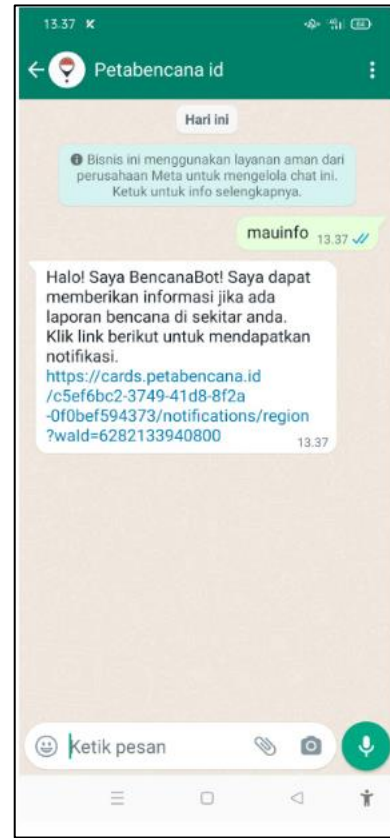 13.37
Petabencana id
Hari ini
Bisnis ini menggunakan layanan aman dari
perusahaan Meta untuk mengelola chat ini.
Ketuk untuk info selengkapnya.
mauinfo 13.37
Halo! Saya BencanaBot! Saya dapat
memberikan informasi jika ada
laporan bencana di sekitar anda.
Klik link berikut untuk mendapatkan
notifikasi.
https://cards.petabencana.id
/c5ef6bc2-3749-41d8-8f2a
-0f0bef594373/notifications/region
?waId=6282133940800
13.37
Ketik pesan